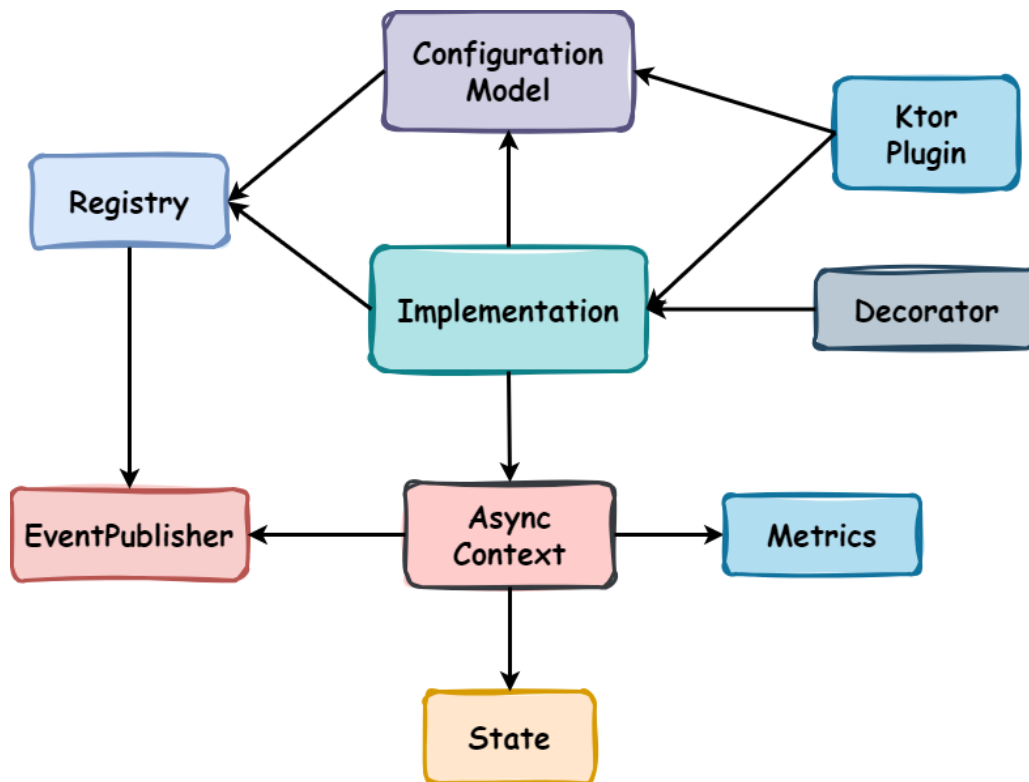 Configuration
Model
Ktor
Plugin
Registry
Implementation
Decorator
EventPublisher
Async
Context
Metrics
State